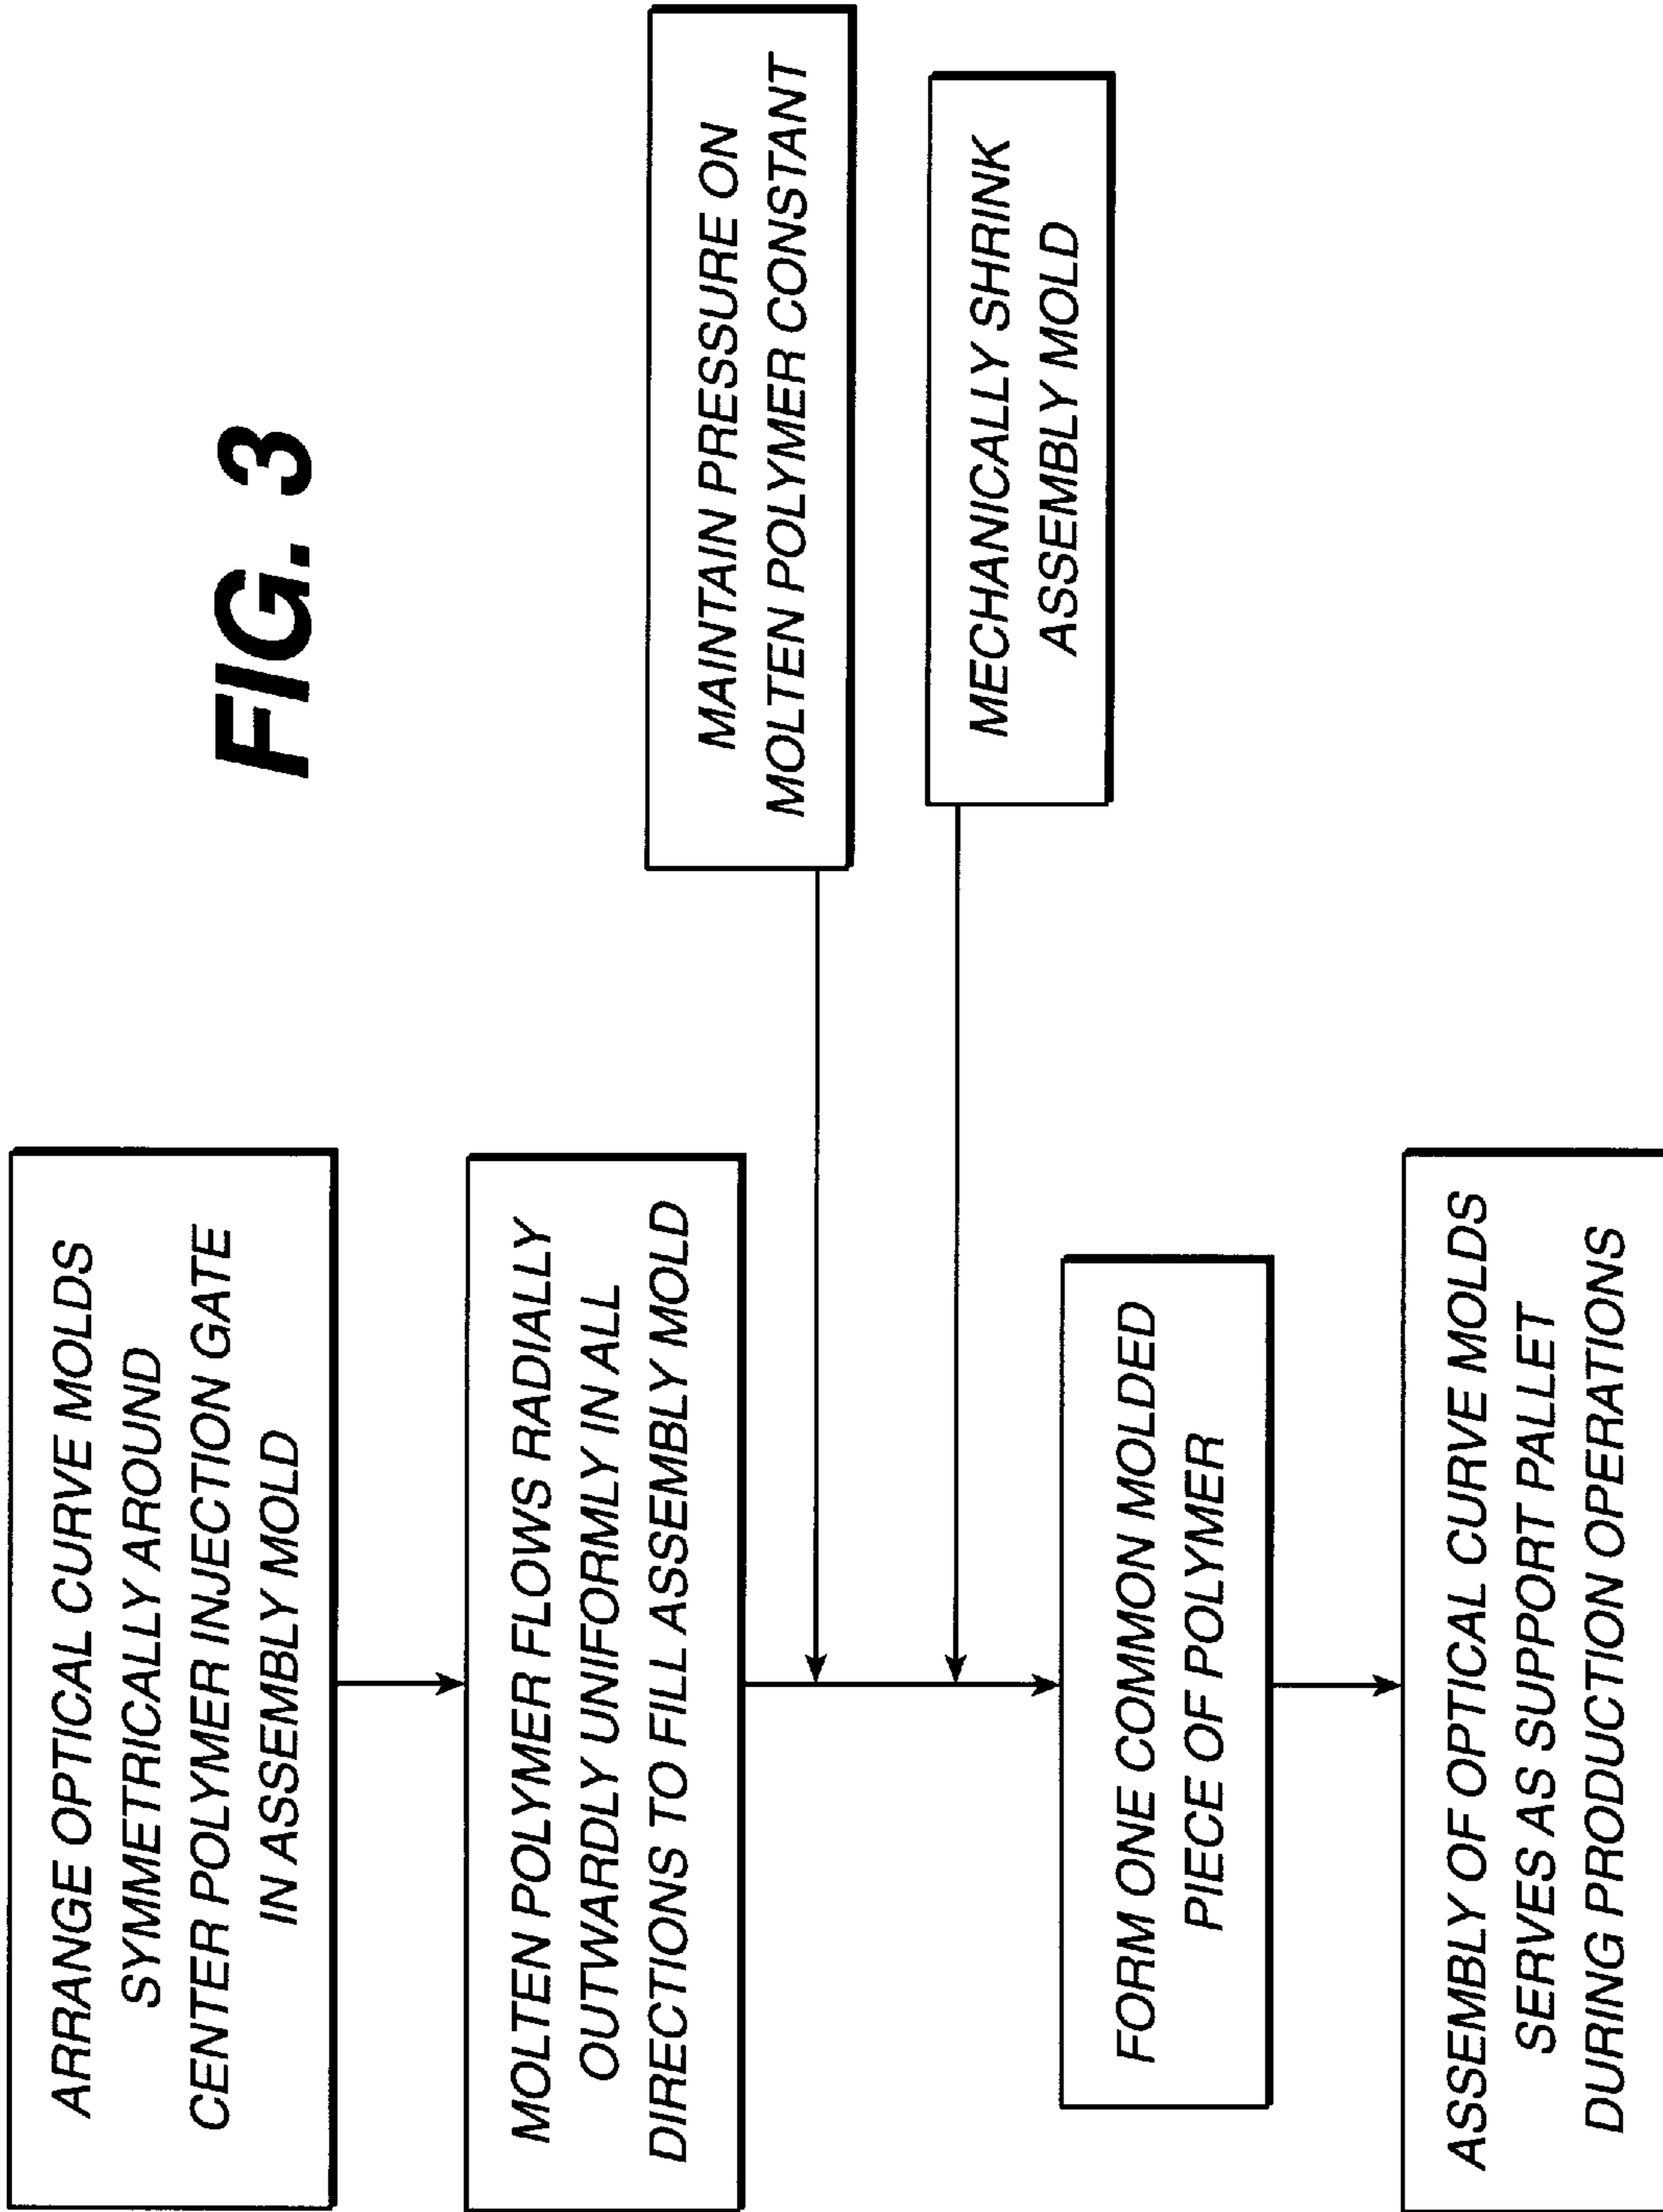 FIG. 3
ARRANGE OPTICAL CURVE MOLDS
SYMMETRICALLY AROUND
CENTER POLYMER INJECTION GATE
IN ASSEMBLY MOLD
MOLTEN POLYMER FLOWS RADIALLY
OUTWARDLY UNIFORMLY IN ALL
DIRECTIONS TO FILL ASSEMBLY MOLD
MAINTAIN PRESSURE ON
MOLTEN POLYMER CONSTANT
MECHANICALLY SHRINK
ASSEMBLY MOLD
FORM ONE COMMON MOLDED
PIECE OF POLYMER
ASSEMBLY OF OPTICAL CURVE MOLDS
SERVES AS SUPPORT PALLET
DURING PRODUCTION OPERATIONS